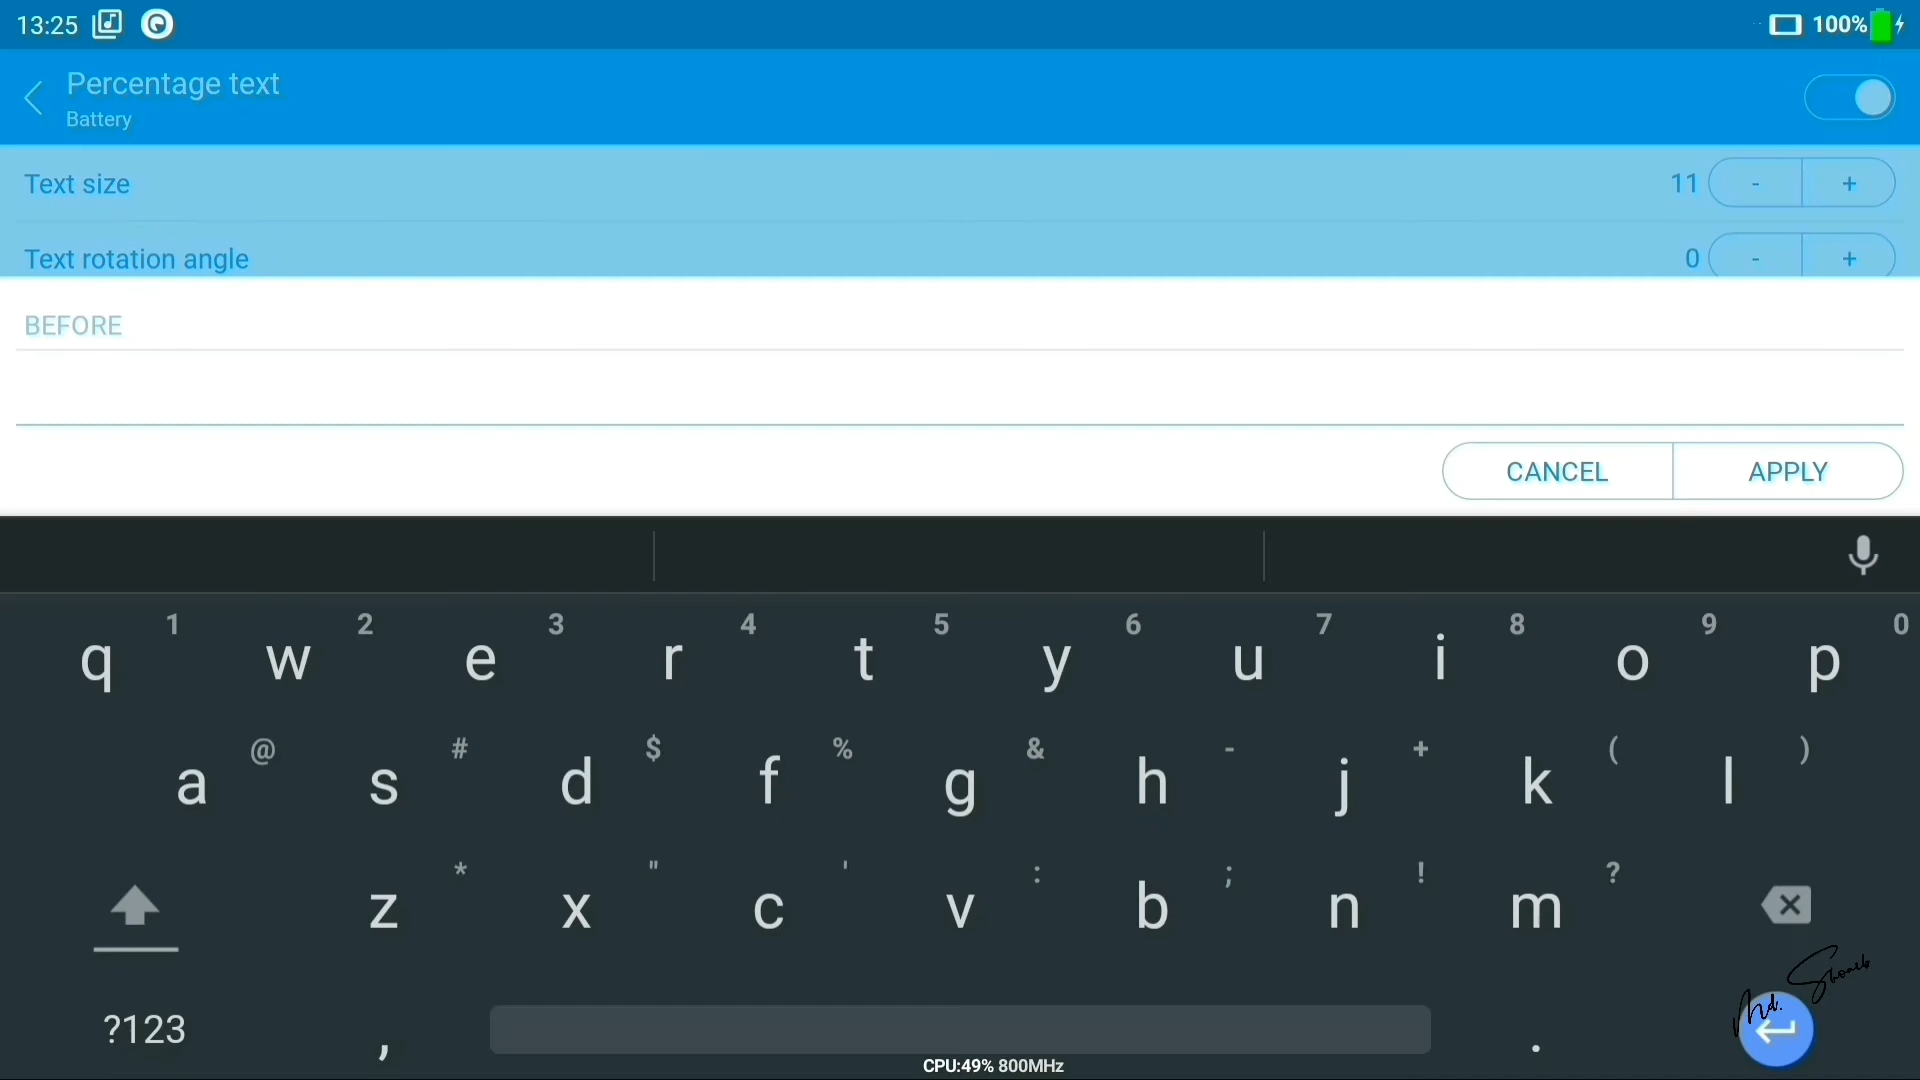 13:25
100%
Percentage text
Battery
Text size 11 - +
Text rotation angle 0 - +
BEFORE
CANCEL APPLY
1 2 3 4 5 6 7 8 9 0
q w e r t y u i o p
@ # $ % & - + ( )
a s d f g h j k l
* " ' : ; ! ?
z x c v b n m
Md.
?123 , .
CPU:49% 800MHz